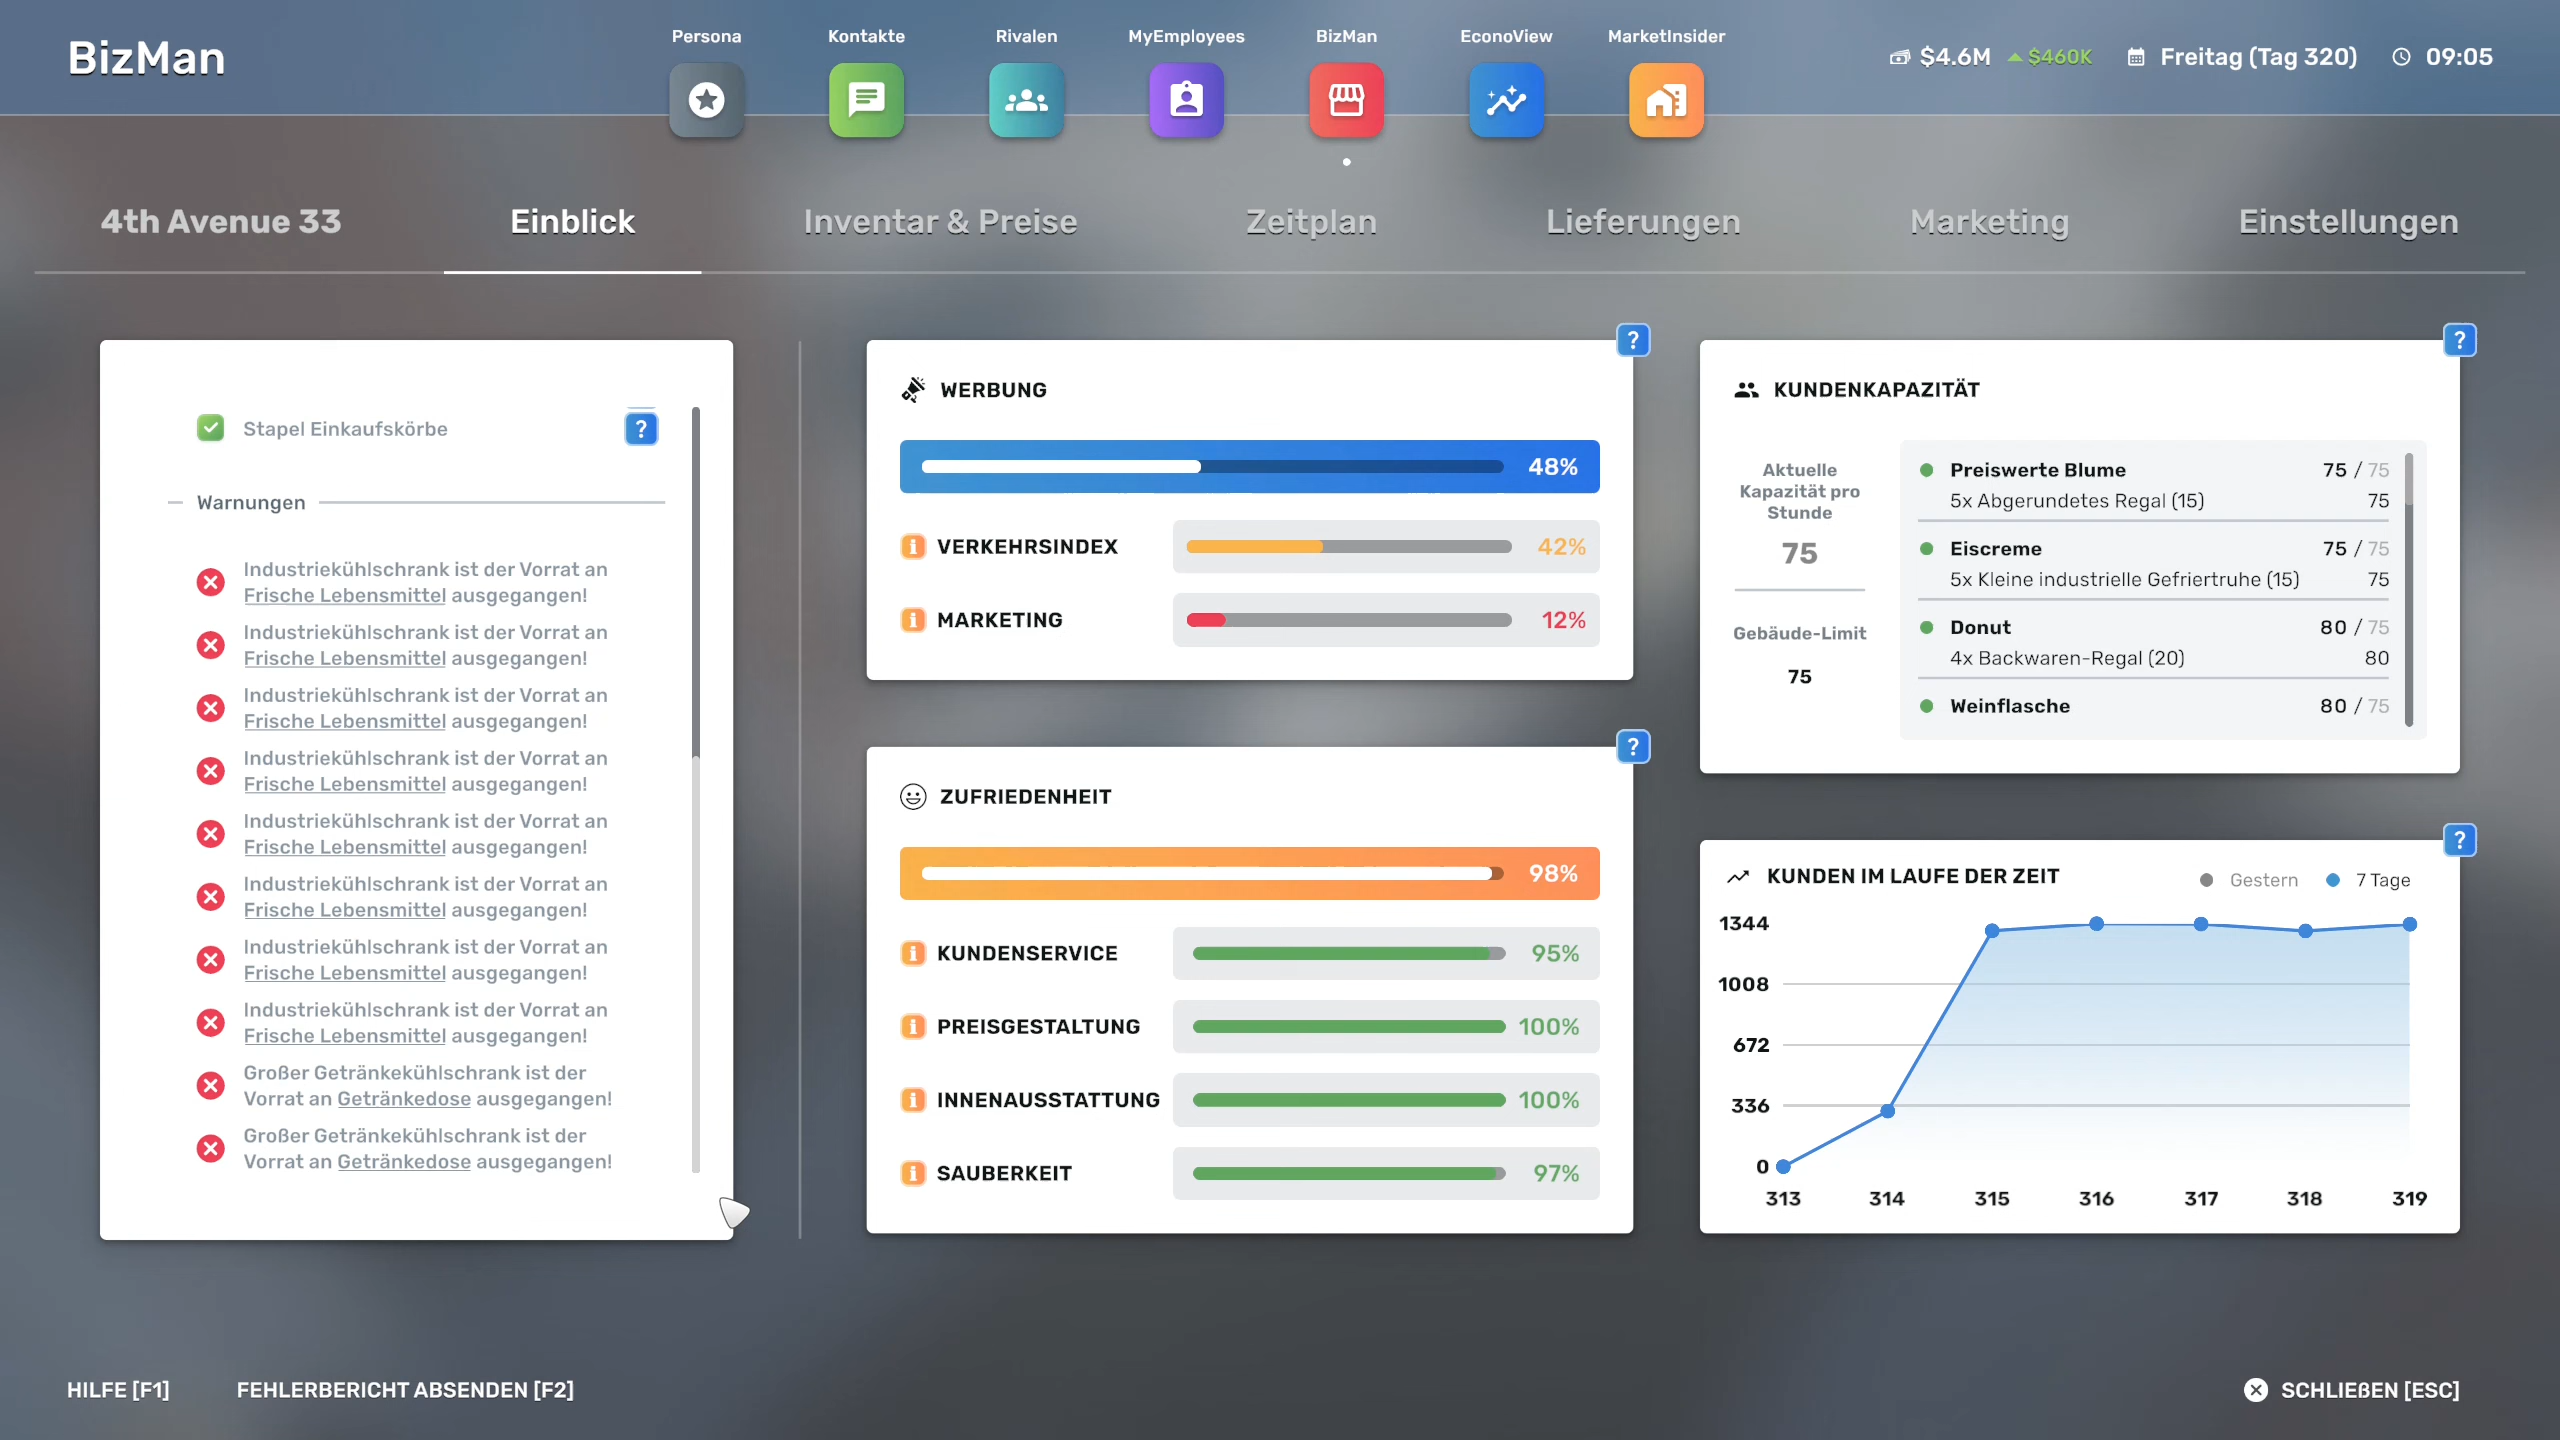 BizMan
Persona
Kontakte
Rivalen
MyEmployees
BizMan
EconoView
MarketInsider
$4.6M
$460K
Freitag (Tag 320)
09:05
4th Avenue 33
Einblick
Inventar & Preise
Zeitplan
Lieferungen
Marketing
Einstellungen
Stapel Einkaufskörbe
?
Warnungen
Industriekühlschrank ist der Vorrat an
Frische Lebensmittel ausgegangen!
Industriekühlschrank ist der Vorrat an
Frische Lebensmittel ausgegangen!
Industriekühlschrank ist der Vorrat an
Frische Lebensmittel ausgegangen!
Industriekühlschrank ist der Vorrat an
Frische Lebensmittel ausgegangen!
Industriekühlschrank ist der Vorrat an
Frische Lebensmittel ausgegangen!
Industriekühlschrank ist der Vorrat an
Frische Lebensmittel ausgegangen!
Industriekühlschrank ist der Vorrat an
Frische Lebensmittel ausgegangen!
Industriekühlschrank ist der Vorrat an
Frische Lebensmittel ausgegangen!
Großer Getränkekühlschrank ist der
Vorrat an Getränkedose ausgegangen!
Großer Getränkekühlschrank ist der
Vorrat an Getränkedose ausgegangen!
?
WERBUNG
48%
VERKEHRSINDEX 42%
MARKETING 12%
?
ZUFRIEDENHEIT
98%
KUNDENSERVICE 95%
PREISGESTALTUNG 100%
INNENAUSSTATTUNG 100%
SAUBERKEIT 97%
?
KUNDENKAPAZITÄT
Aktuelle
Kapazität pro
Stunde
75
Gebäude-Limit
75
Preiswerte Blume 75 / 75
5x Abgerundetes Regal (15) 75
Eiscreme 75 / 75
5x Kleine industrielle Gefriertruhe (15) 75
Donut 80 / 75
4x Backwaren-Regal (20) 80
Weinflasche 80 / 75
?
KUNDEN IM LAUFE DER ZEIT
Gestern
7 Tage
1344
1008
672
336
0
313 314 315 316 317 318 319
HILFE [F1]
FEHLERBERICHT ABSENDEN [F2]
SCHLIEßEN [ESC]